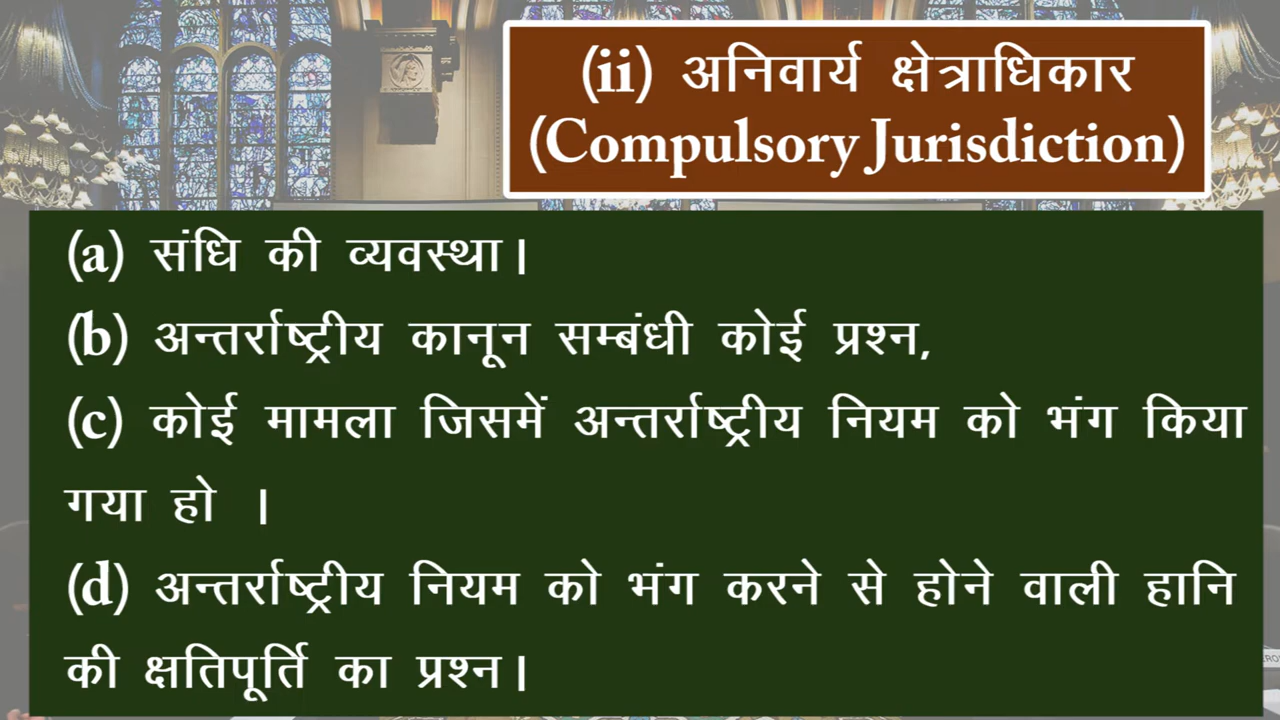 (ii) अनिवार्य क्षेत्राधिकार
(Compulsory Jurisdiction)
(a) संधि की व्यवस्था।
(b) अन्तर्राष्ट्रीय कानून सम्बंधी कोई प्रश्न,
(c) कोई मामला जिसमें अन्तर्राष्ट्रीय नियम को भंग किया
गया हो ।
(d) अन्तर्राष्ट्रीय नियम को भंग करने से होने वाली हानि
की क्षतिपूर्ति का प्रश्न।